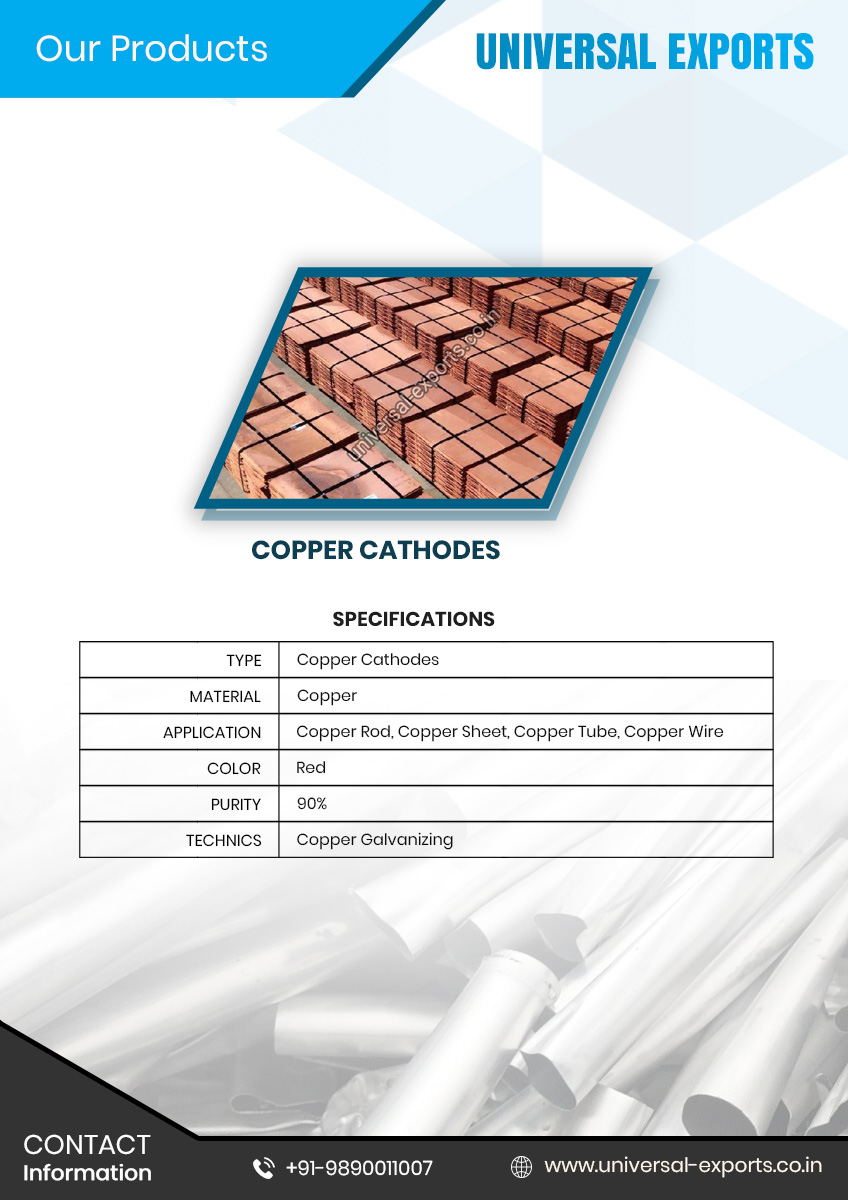 Our Products
UNIVERSAL EXPORTS
universal-exports.co.in
COPPER CATHODES
SPECIFICATIONS
TYPE Copper Cathodes
MATERIAL Copper
APPLICATION Copper Rod, Copper Sheet, Copper Tube, Copper Wire
COLOR Red
PURITY 90%
TECHNICS Copper Galvanizing
CONTACT
Information
+91-9890011007
www.universal-exports.co.in